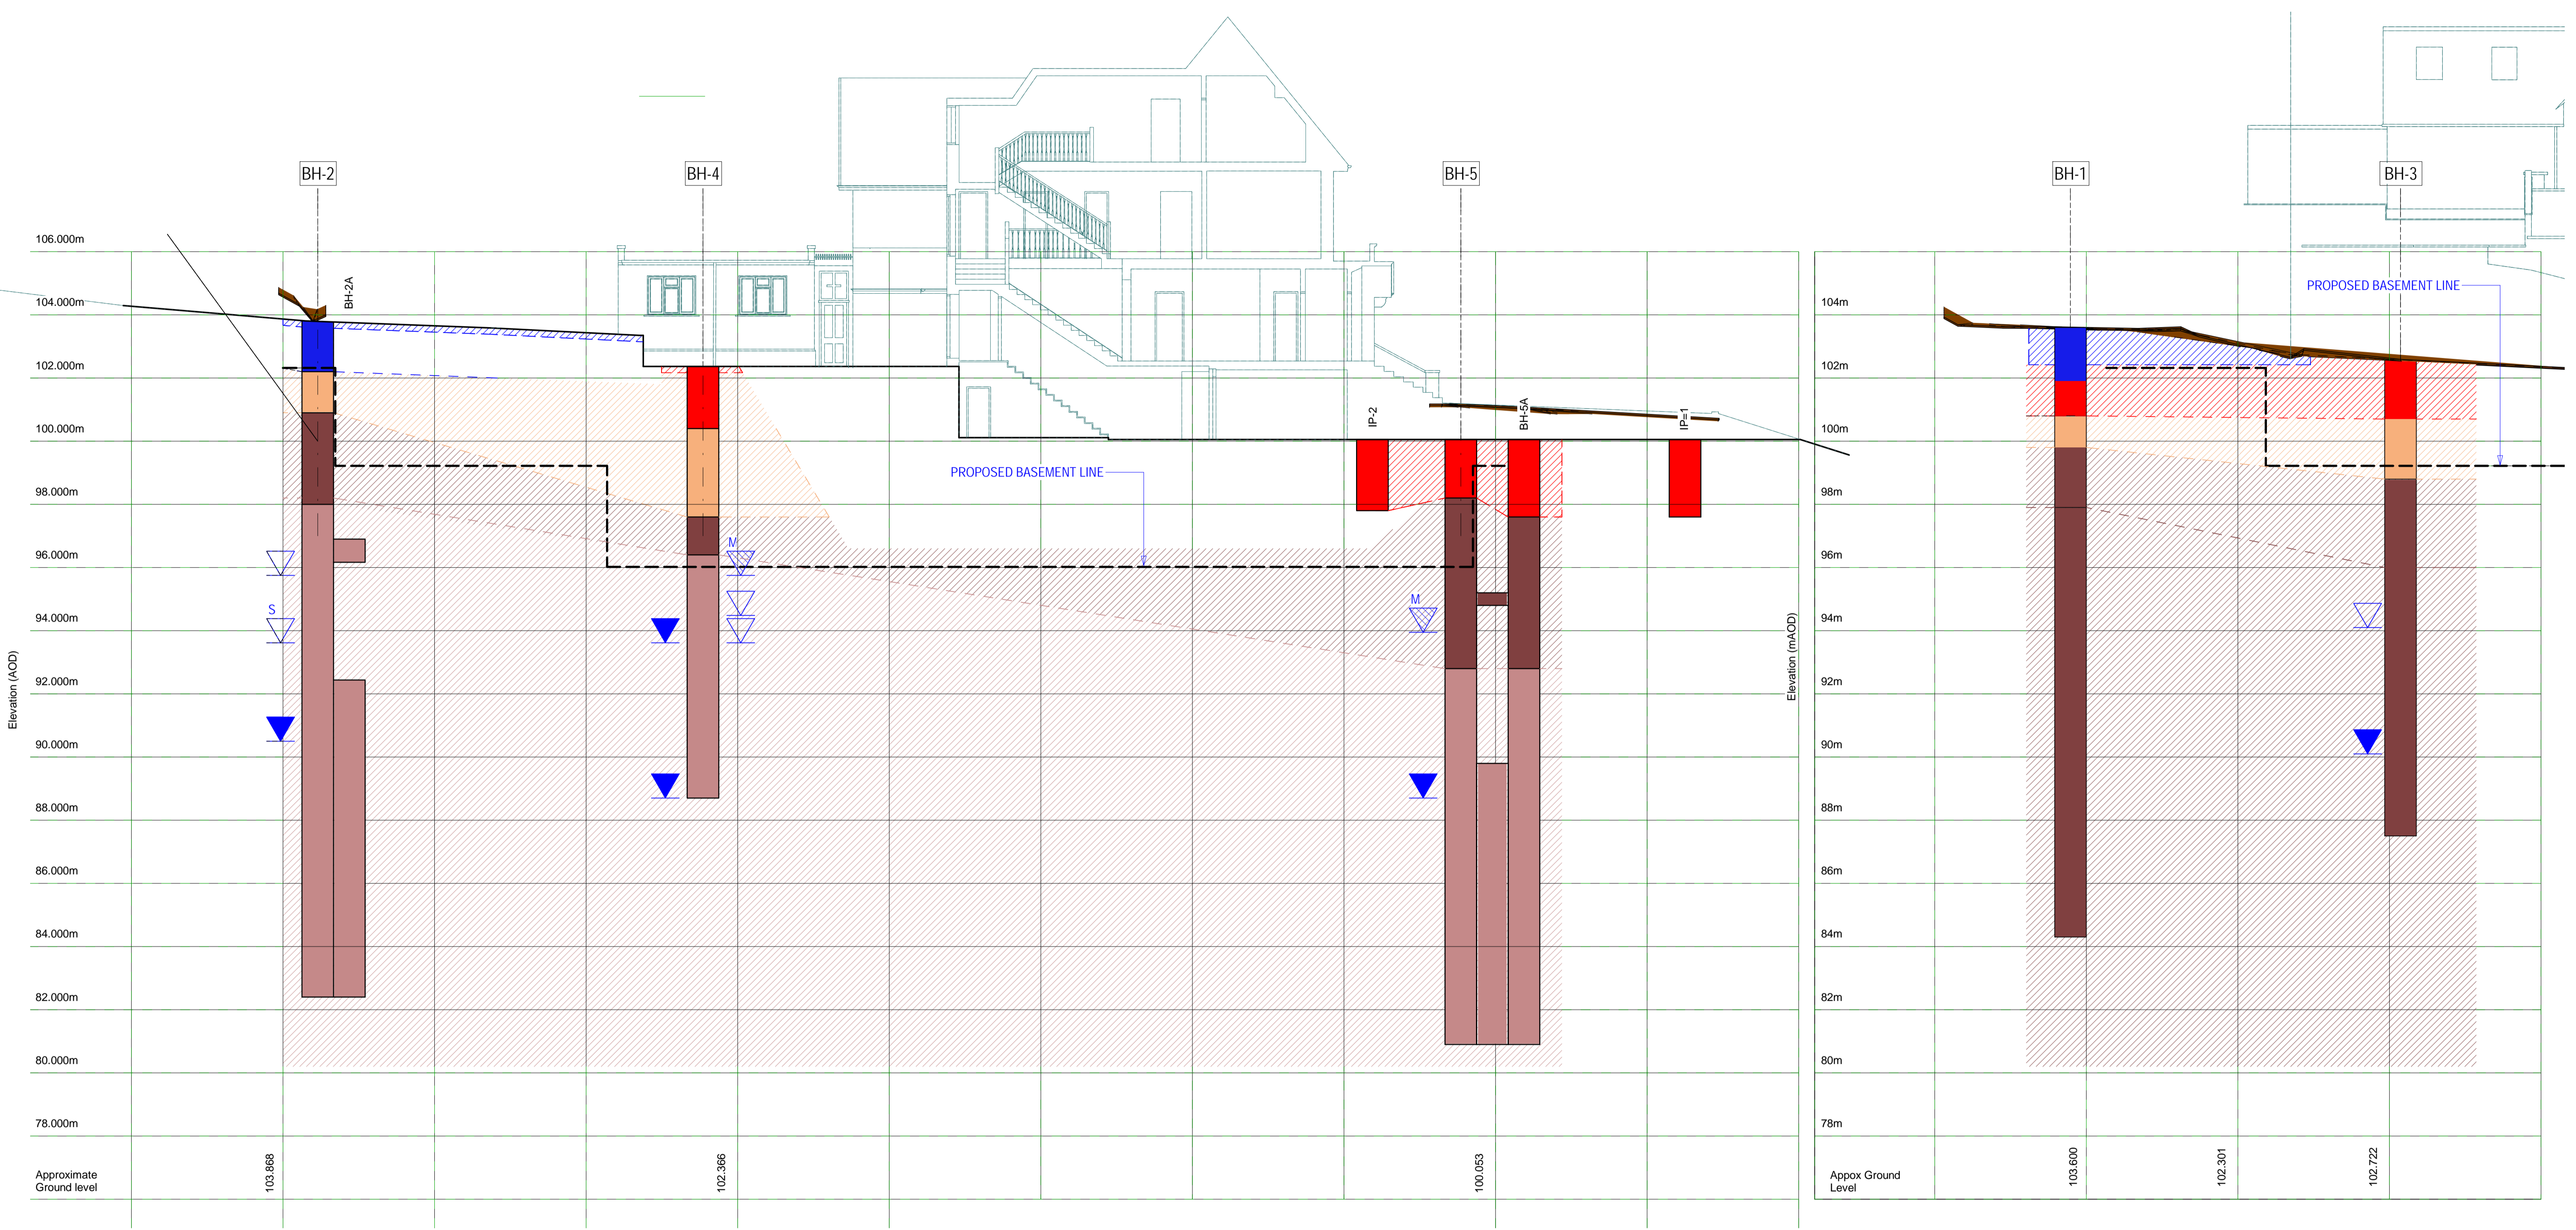 BH-2
BH-4
BH-5
BH-1
BH-3
106.000m
BH-2A
PROPOSED BASEMENT LINE
104.000m
104m
102.000m
102m
IP-2
BH-5A
IP=1
100.000m
100m
PROPOSED BASEMENT LINE
98.000m
98m
M
96.000m
96m
S
M
94.000m
94m
Elevation (AOD)
Elevation (mAOD)
92.000m
92m
90.000m
90m
88.000m
88m
86.000m
86m
84.000m
84m
82.000m
82m
80.000m
80m
78.000m
78m
Approximate
Ground level
103.868
102.366
100.053
Appox Ground
Level
103.600
102.301
102.722